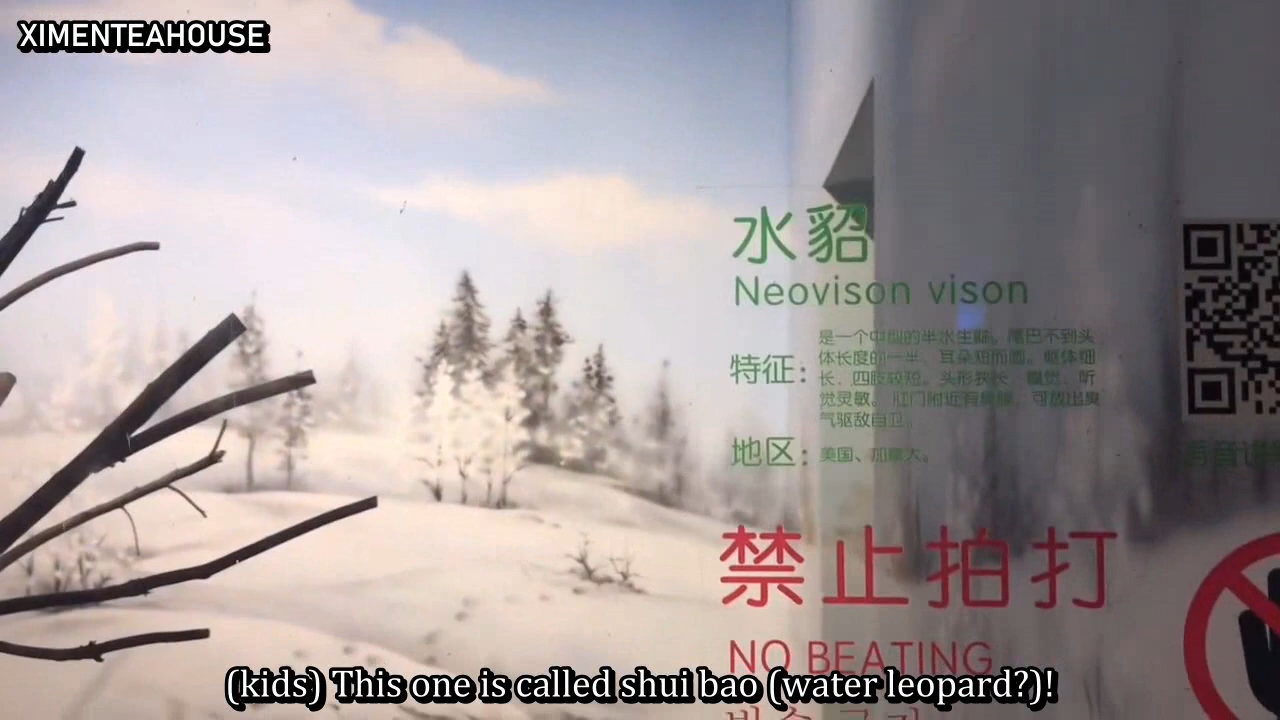 XIMENTEAHOUSE
水貂
Neovison vison
特征：是一个中型的半水生鼬。尾巴不到头
体长度的一半、耳朵短而圆。躯体细
长、四肢较短。头形狭长、嗅觉、听
觉灵敏。肛门附近有臭腺、可放出臭
气驱敌自卫。
地区：美国、加拿大。
禁止拍打
NO BEATING
(kids) This one is called shui bao (water leopard?)!